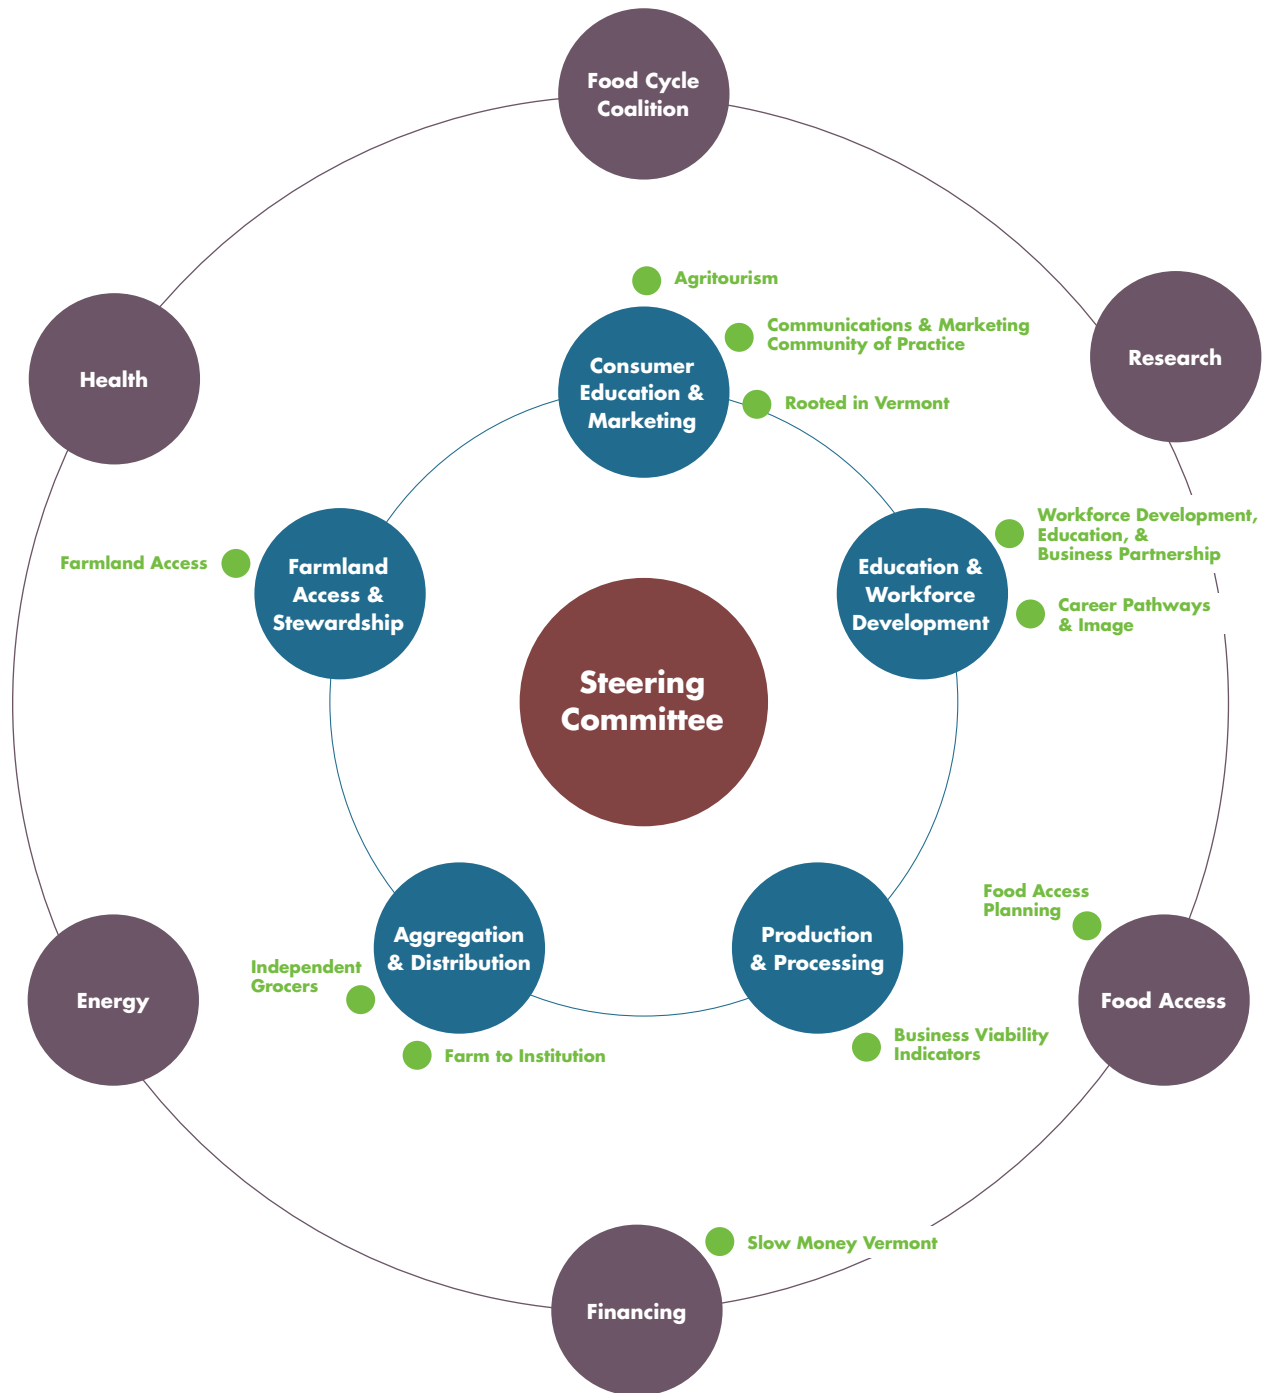 Food Cycle
Coalition
Agritourism
Communications & Marketing
Community of Practice
Consumer
Education &
Marketing
Rooted in Vermont
Health
Research
Workforce Development,
Education, &
Business Partnership
Farmland Access
Farmland
Access &
Stewardship
Education &
Workforce
Development
Career Pathways
& Image
Steering
Committee
Food Access
Planning
Aggregation
& Distribution
Production
& Processing
Independent
Grocers
Energy
Food Access
Farm to Institution
Business Viability
Indicators
Slow Money Vermont
Financing